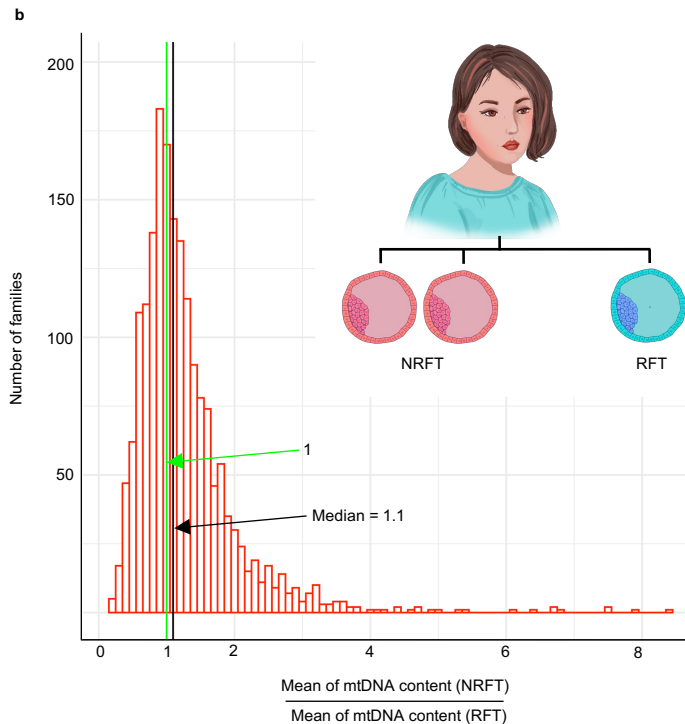 b
200
150
100
50
Number of families
NRFT
RFT
1
Median = 1.1
0 1 2 4 6 8
Mean of mtDNA content (NRFT)
Mean of mtDNA content (RFT)